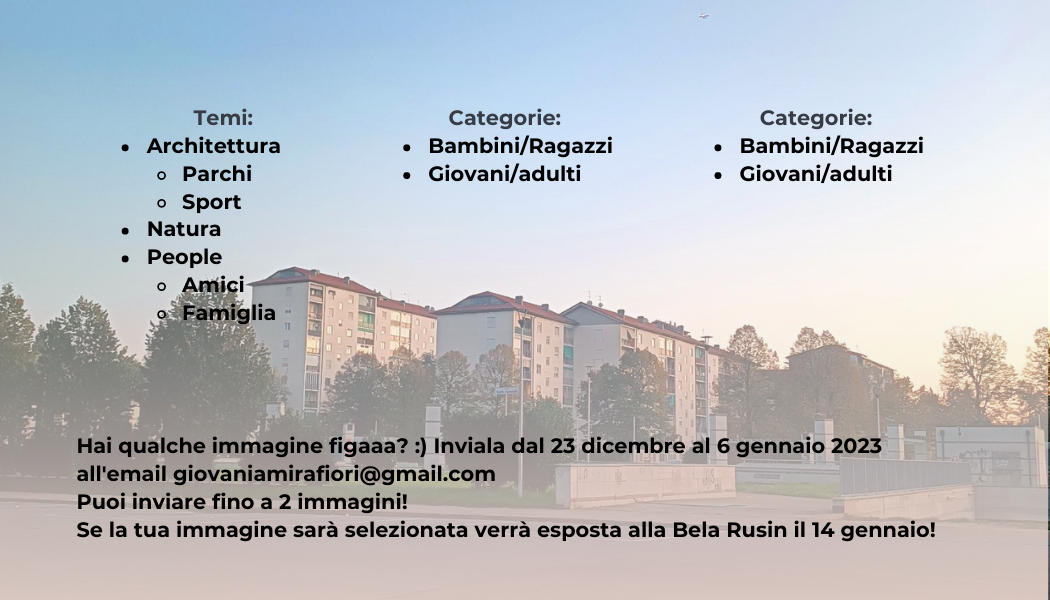 Temi:
Architettura
Parchi
Sport
Natura
People
Amici
Famiglia
Categorie:
Bambini/Ragazzi
Giovani/adulti
Categorie:
Bambini/Ragazzi
Giovani/adulti
Hai qualche immagine figaaa? :) Inviala dal 23 dicembre al 6 gennaio 2023
all'email giovaniamirafiori@gmail.com
Puoi inviare fino a 2 immagini!
Se la tua immagine sarà selezionata verrà esposta alla Bela Rusin il 14 gennaio!